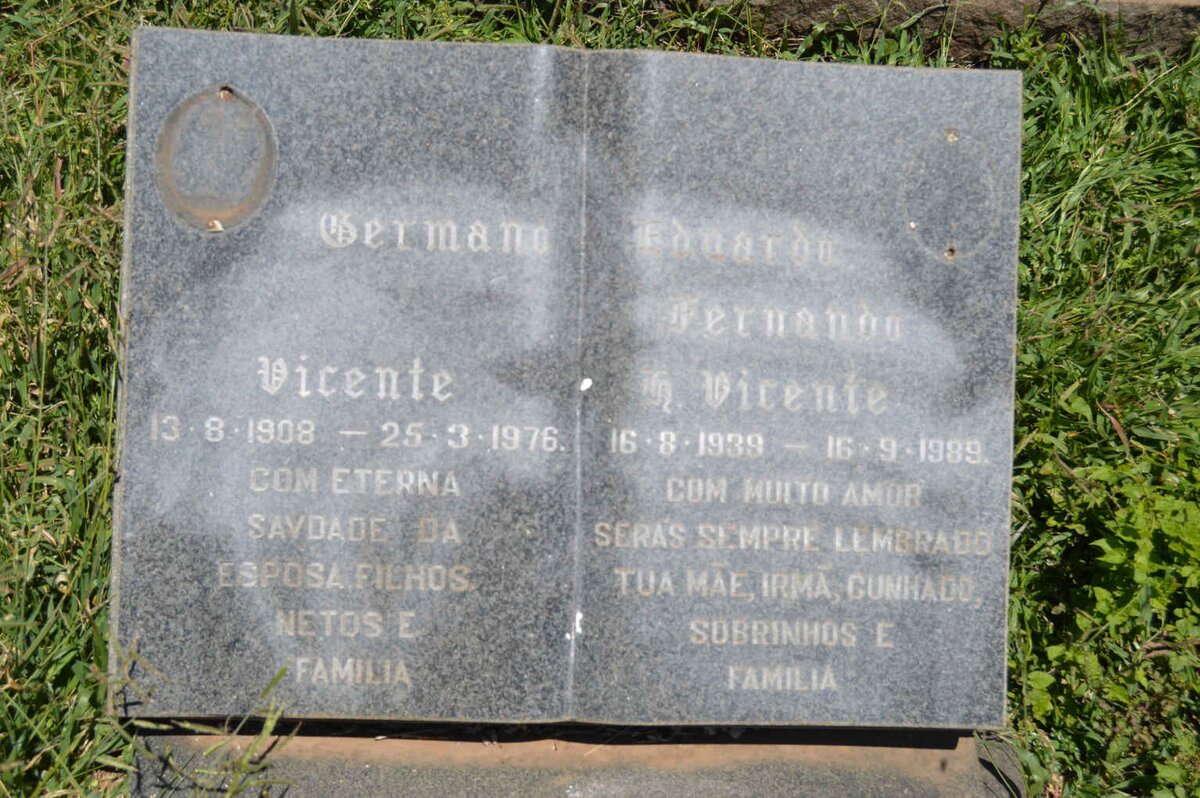 Germano
Vicente
13·8·1908 — 25·3·1976.
COM ETERNA
SAVDADE DA
ESPOSA. FILHOS.
NETOS E
FAMILIA
Eduardo
Fernando
H Vicente
16·8·1939 — 16·9·1989.
COM MUITO AMOR
SERÁS SEMPRE LEMBRADO
TUA MÃE, IRMÃ, CUNHADO,
SOBRINHOS E
FAMILIA